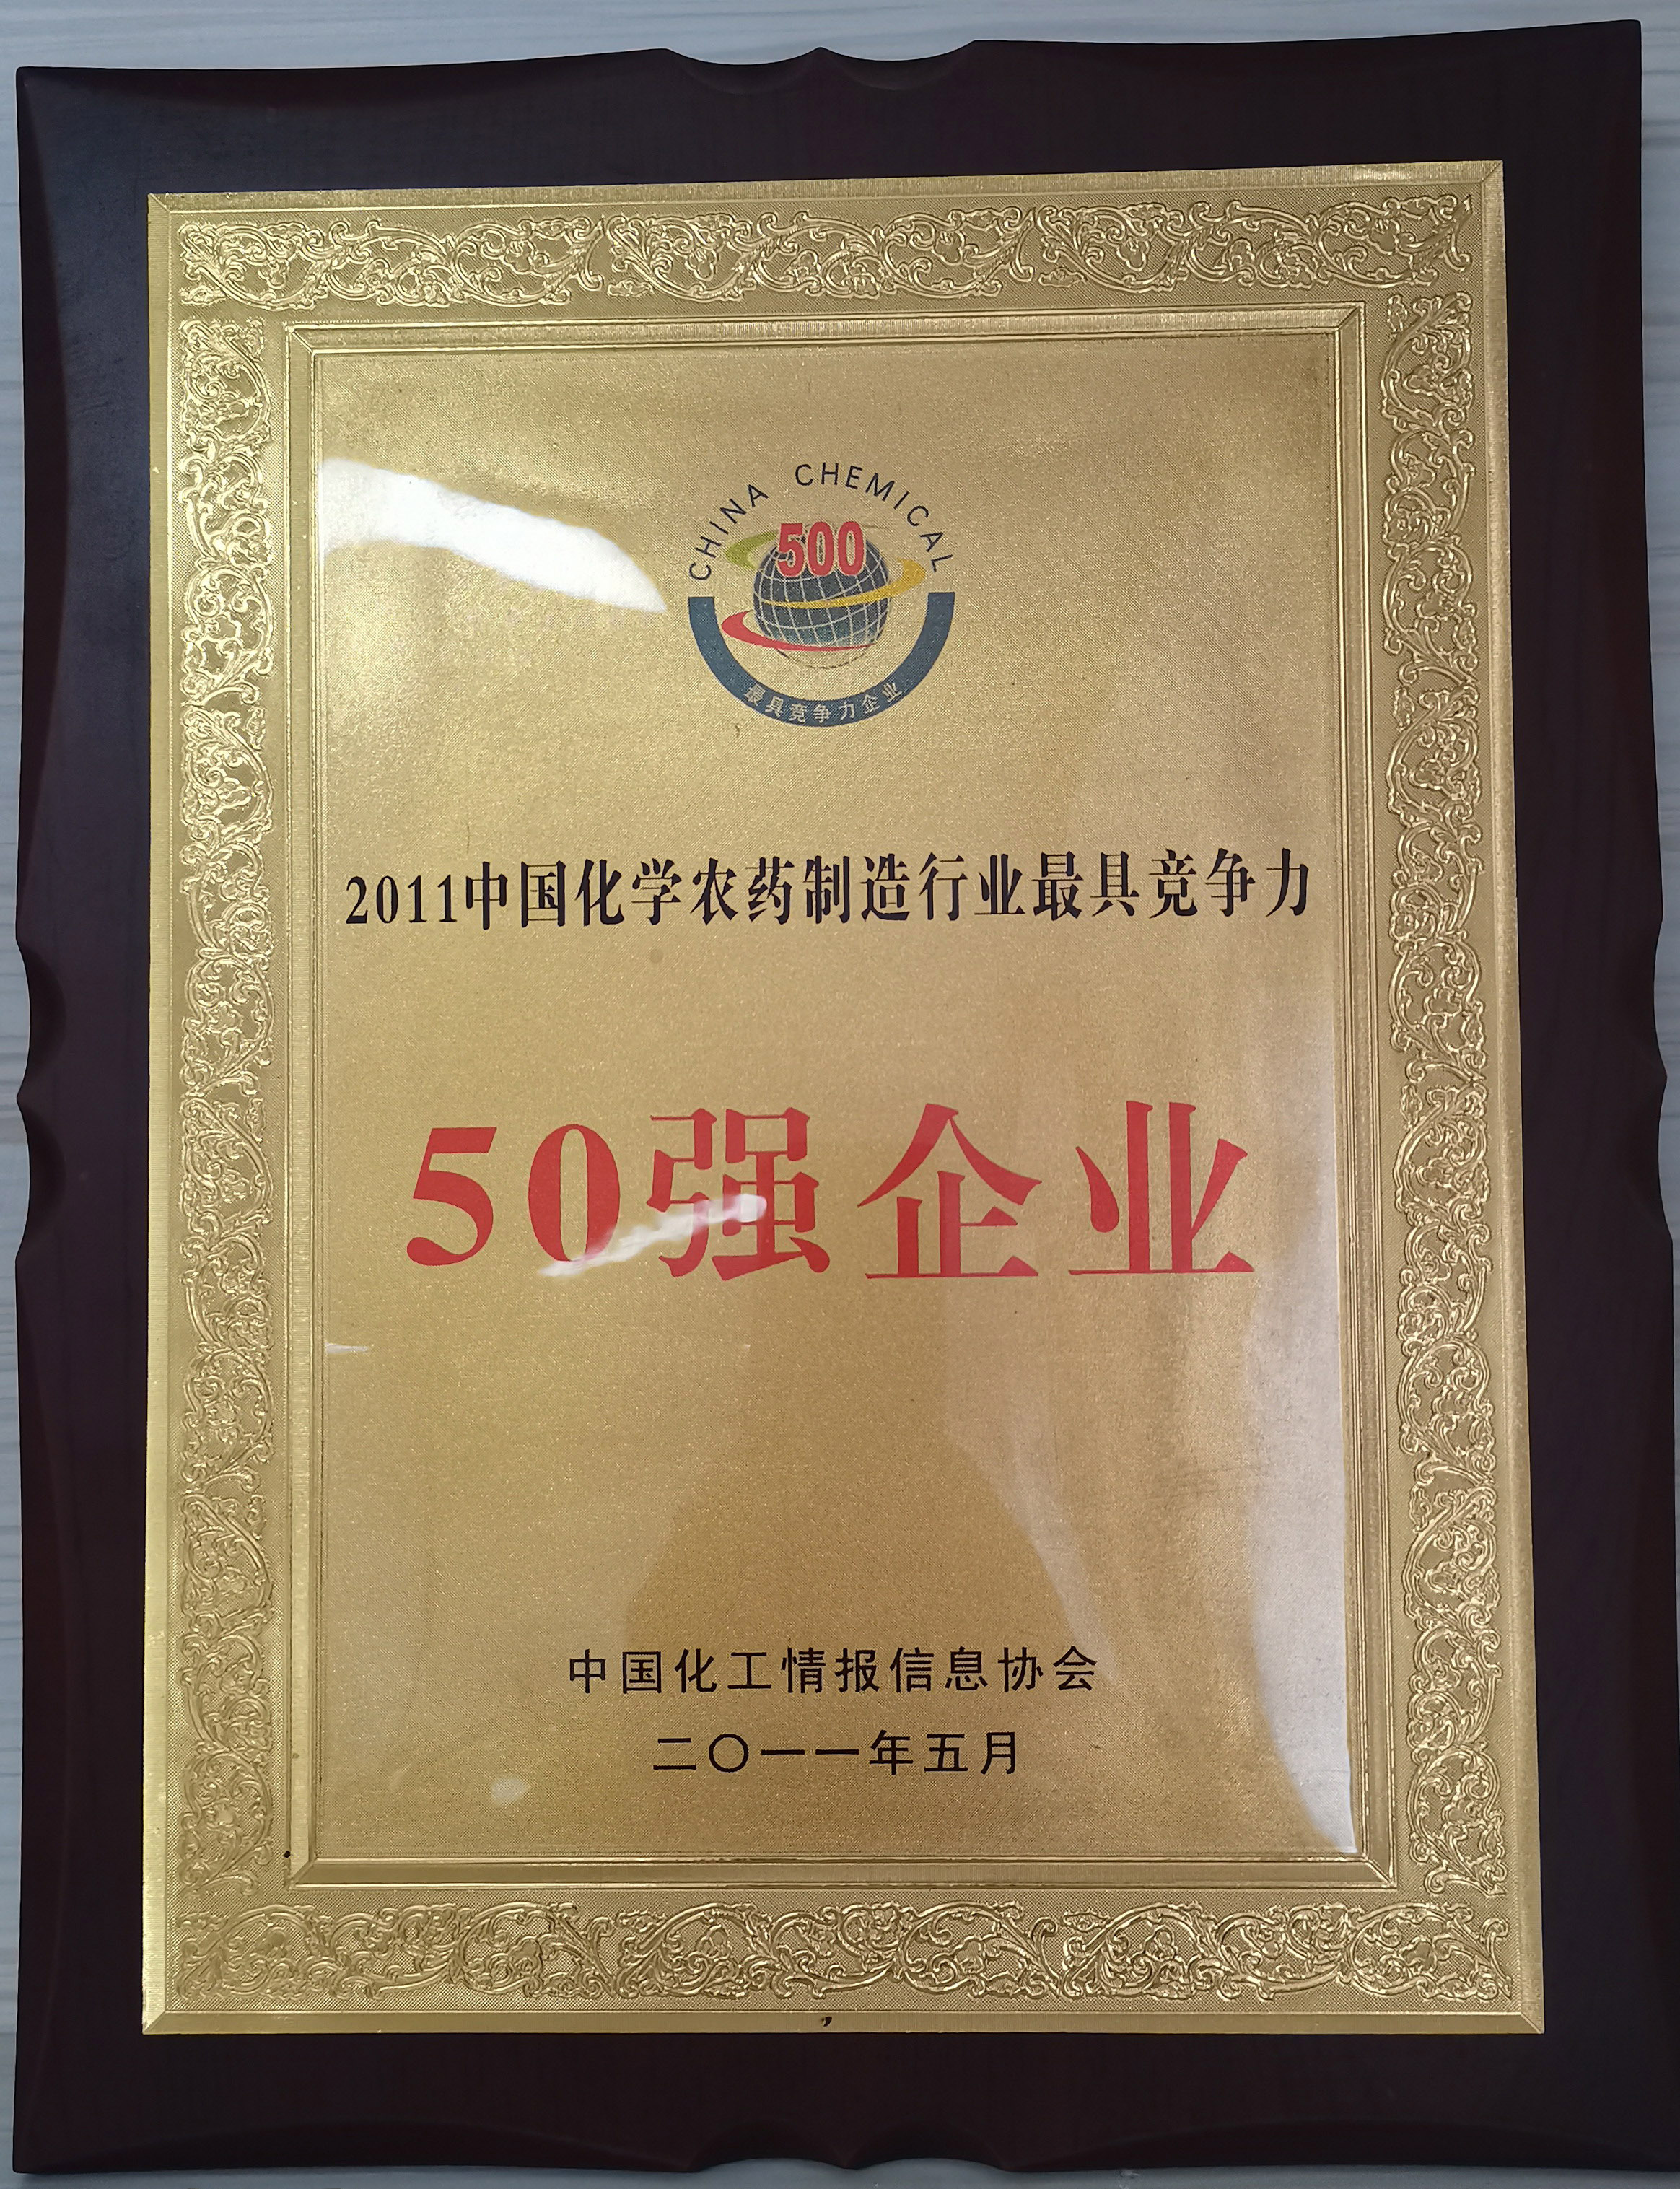 CHINA CHEMICAL
500
最具竞争力企业
2011中国化学农药制造行业最具竞争力
50强企业
中国化工情报信息协会
二〇一一年五月